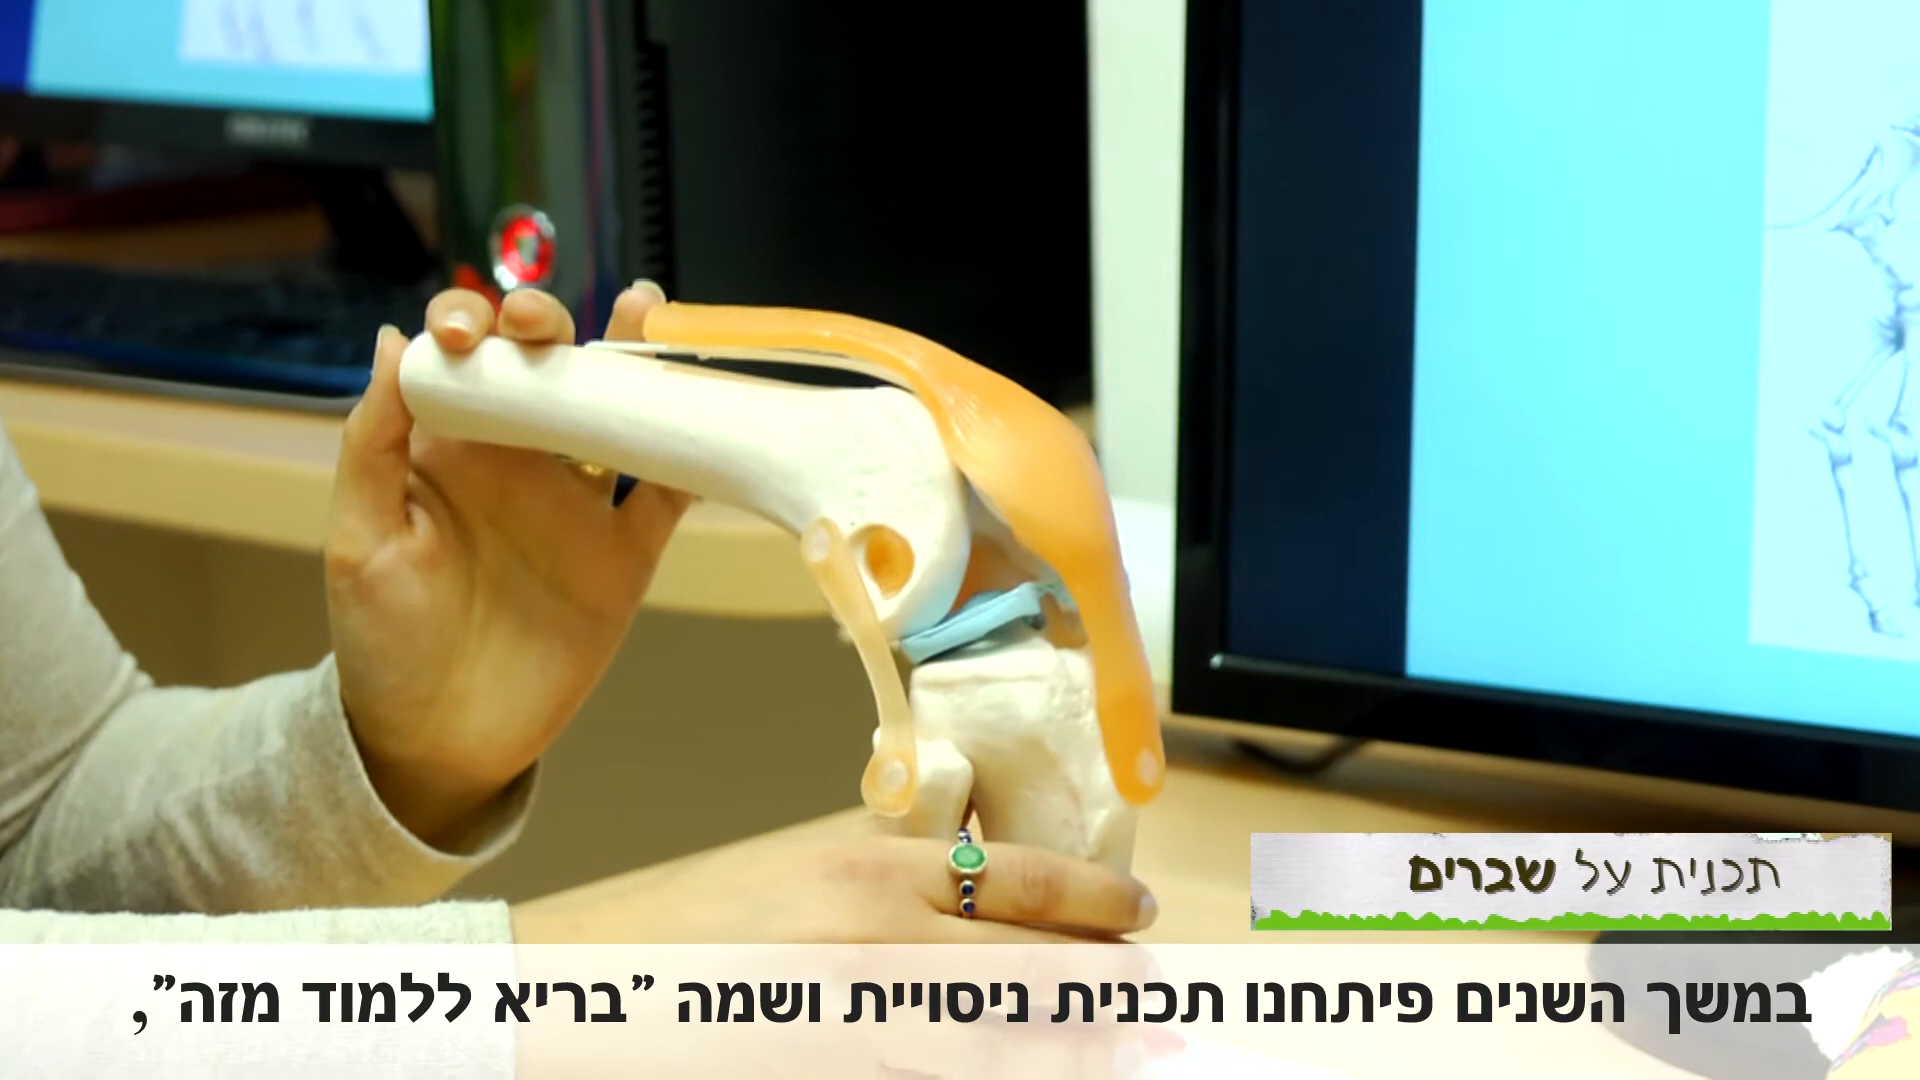 תכנית על שברים
במשך השנים פיתחנו תכנית ניסויית ושמה "בריא ללמוד מזה",